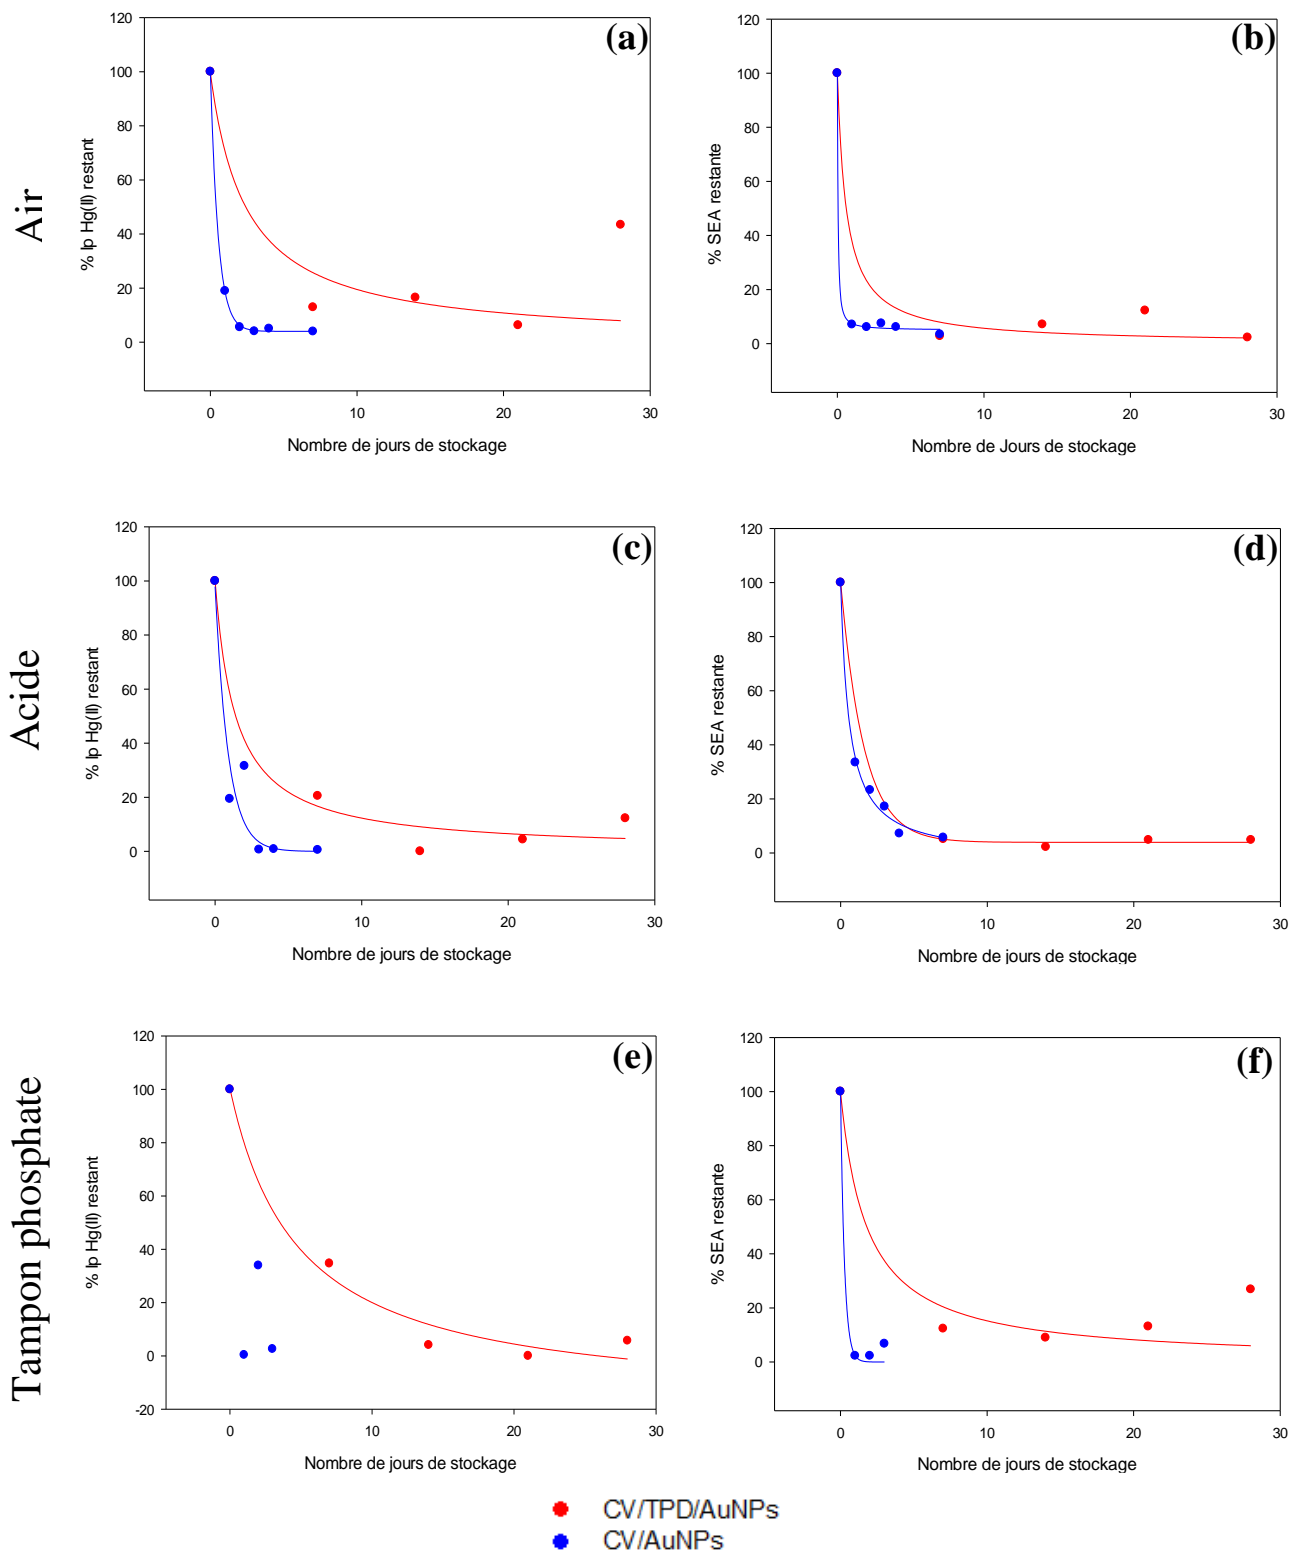 Air
(a)
% Ip Hg(II) restant
120
100
80
60
40
20
0
0 10 20 30
Nombre de jours de stockage
(b)
% SEA restante
120
100
80
60
40
20
0
0 10 20 30
Nombre de Jours de stockage
Acide
(c)
% Ip Hg(II) restant
120
100
80
60
40
20
0
0 10 20 30
Nombre de jours de stockage
(d)
% SEA restante
120
100
80
60
40
20
0
0 10 20 30
Nombre de jours de stockage
Tampon phosphate
(e)
% Ip Hg(II) restant
120
100
80
60
40
20
0
-20
0 10 20 30
Nombre de jours de stockage
(f)
% SEA restante
120
100
80
60
40
20
0
0 10 20 30
Nombre de jours de stockage
CV/TPD/AuNPs
CV/AuNPs